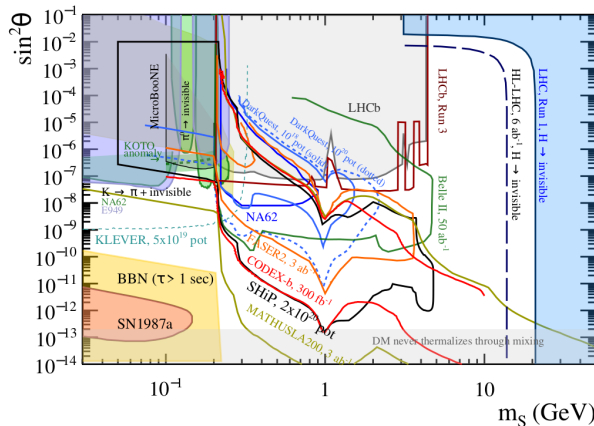 sin²θ
10⁻¹
10⁻²
10⁻³
10⁻⁴
10⁻⁵
10⁻⁶
10⁻⁷
10⁻⁸
10⁻⁹
10⁻¹⁰
10⁻¹¹
10⁻¹²
10⁻¹³
10⁻¹⁴
MicroBooNE
π → invisible
KOTO
anomaly
K → π + invisible
NA62
E949
KLEVER, 5x10¹⁹ pot
BBN (τ > 1 sec)
SN1987a
DarkQuest, 10¹⁸ pot (solid)
DarkQuest, 10²⁰ pot (dotted)
LHCb
NA62
FASER2, 3 ab⁻¹
CODEX-b, 300 fb⁻¹
SHiP, 2x10²⁰ pot
MATHUSLA200, 3 ab⁻¹
LHCb, Run 3
Belle II, 50 ab⁻¹
HL-LHC, 6 ab⁻¹, H → invisible
LHC, Run 1, H → invisible
DM never thermalizes through mixing
10⁻¹
1
10
m_S (GeV)